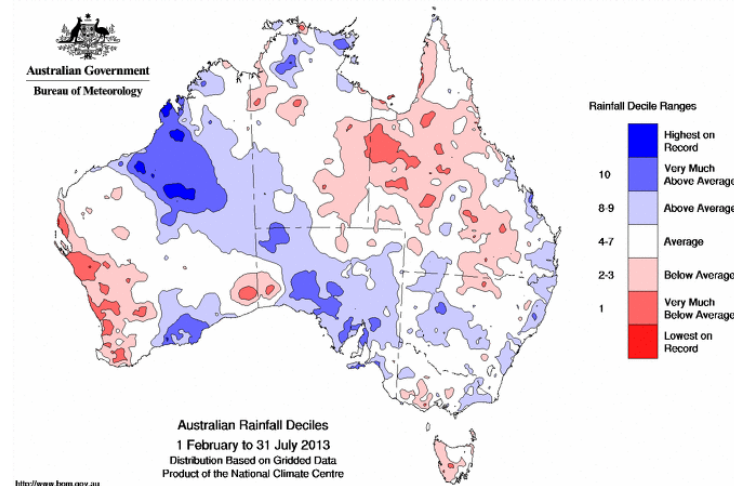 Australian Government
Bureau of Meteorology
Rainfall Decile Ranges
Highest on
Record
10
Very Much
Above Average
8-9
Above Average
4-7
Average
2-3
Below Average
1
Very Much
Below Average
Lowest on
Record
Australian Rainfall Deciles
1 February to 31 July 2013
Distribution Based on Gridded Data
Product of the National Climate Centre
http://www.bom.gov.au